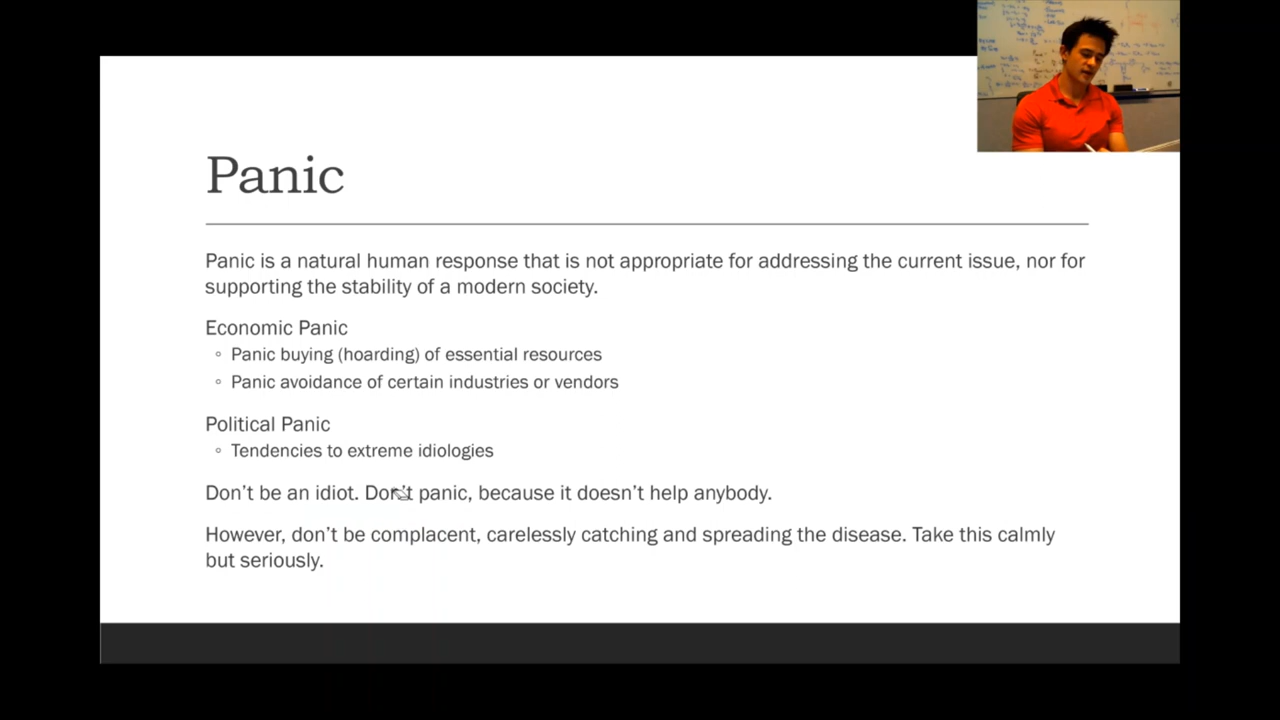 Panic
Panic is a natural human response that is not appropriate for addressing the current issue, nor for
supporting the stability of a modern society.
Economic Panic
◦ Panic buying (hoarding) of essential resources
◦ Panic avoidance of certain industries or vendors
Political Panic
◦ Tendencies to extreme idiologies
Don't be an idiot. Don't panic, because it doesn't help anybody.
However, don't be complacent, carelessly catching and spreading the disease. Take this calmly
but seriously.